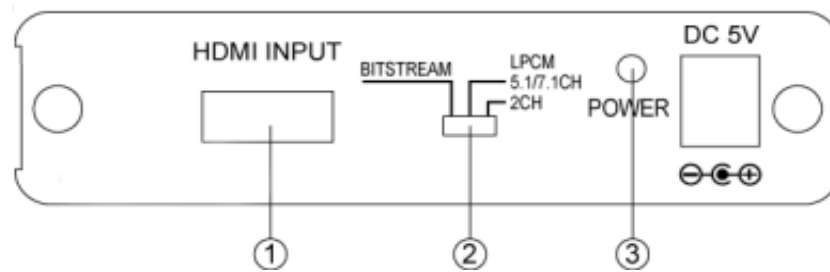 HDMI INPUT
BITSTREAM
LPCM
5.1/7.1CH
2CH
POWER
DC 5V
1
2
3